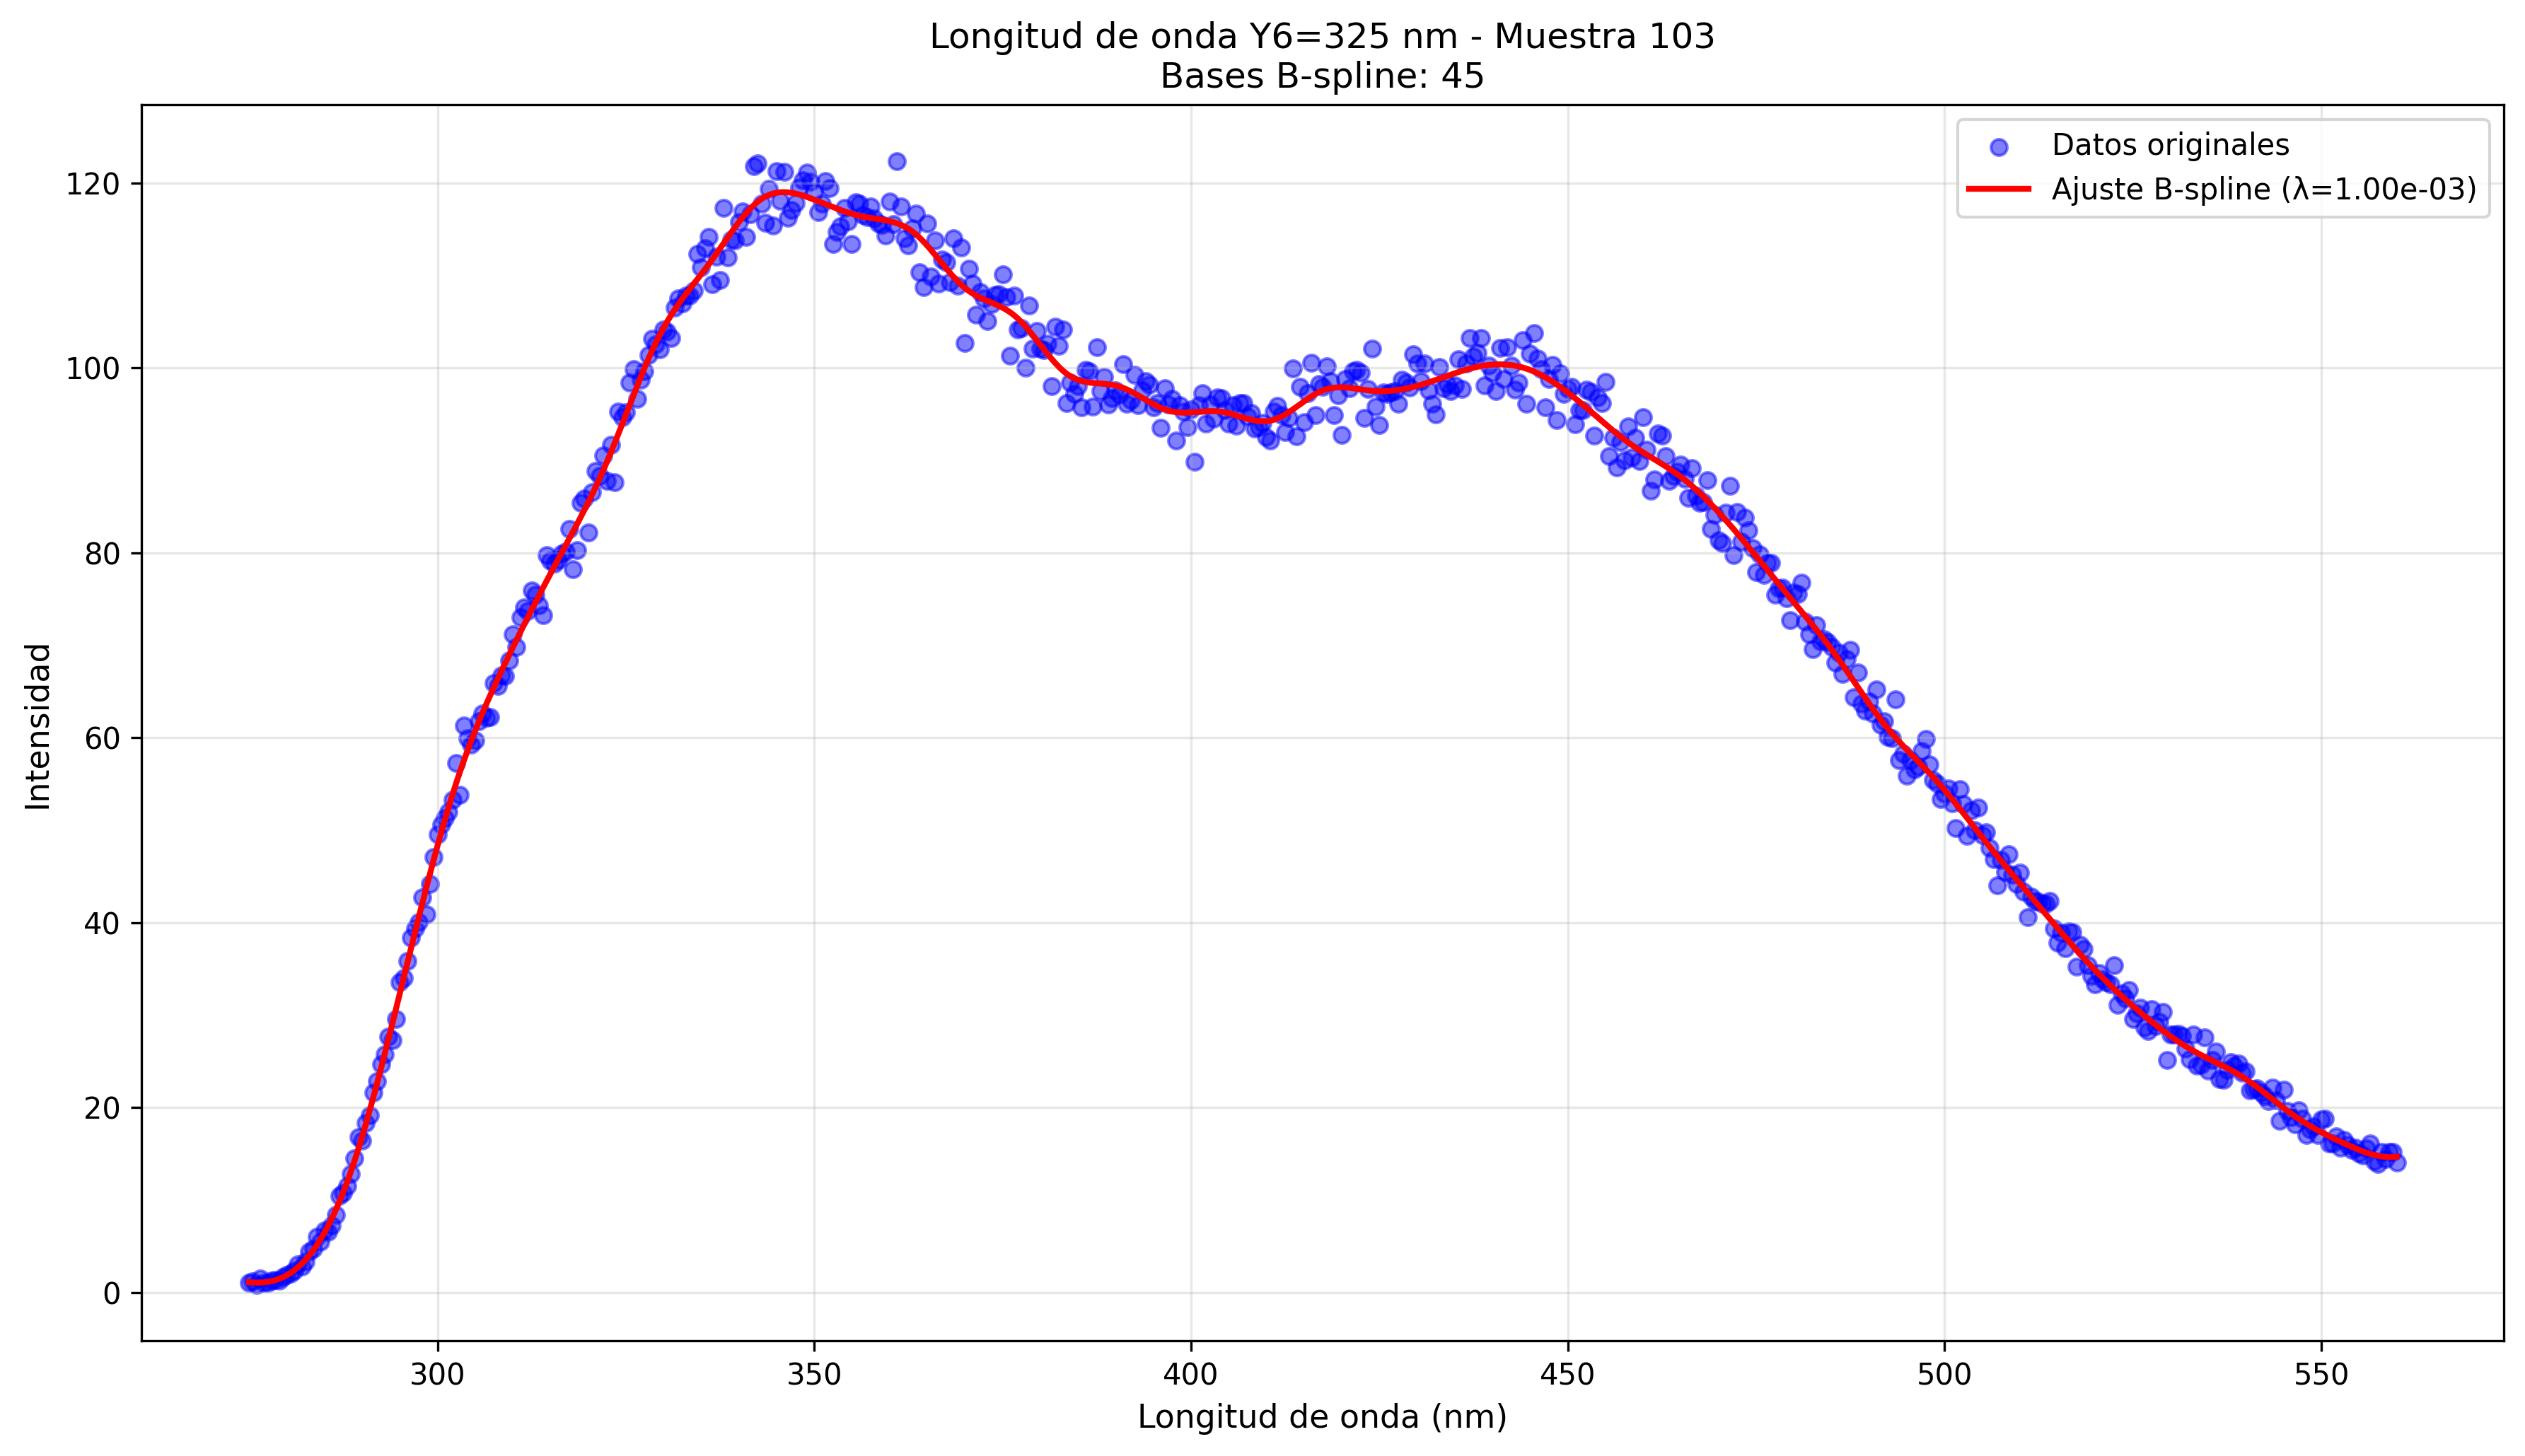 Longitud de onda Y6=325 nm - Muestra 103
Bases B-spline: 45
Datos originales
Ajuste B-spline (λ=1.00e-03)
Intensidad
120
100
80
60
40
20
0
300 350 400 450 500 550
Longitud de onda (nm)